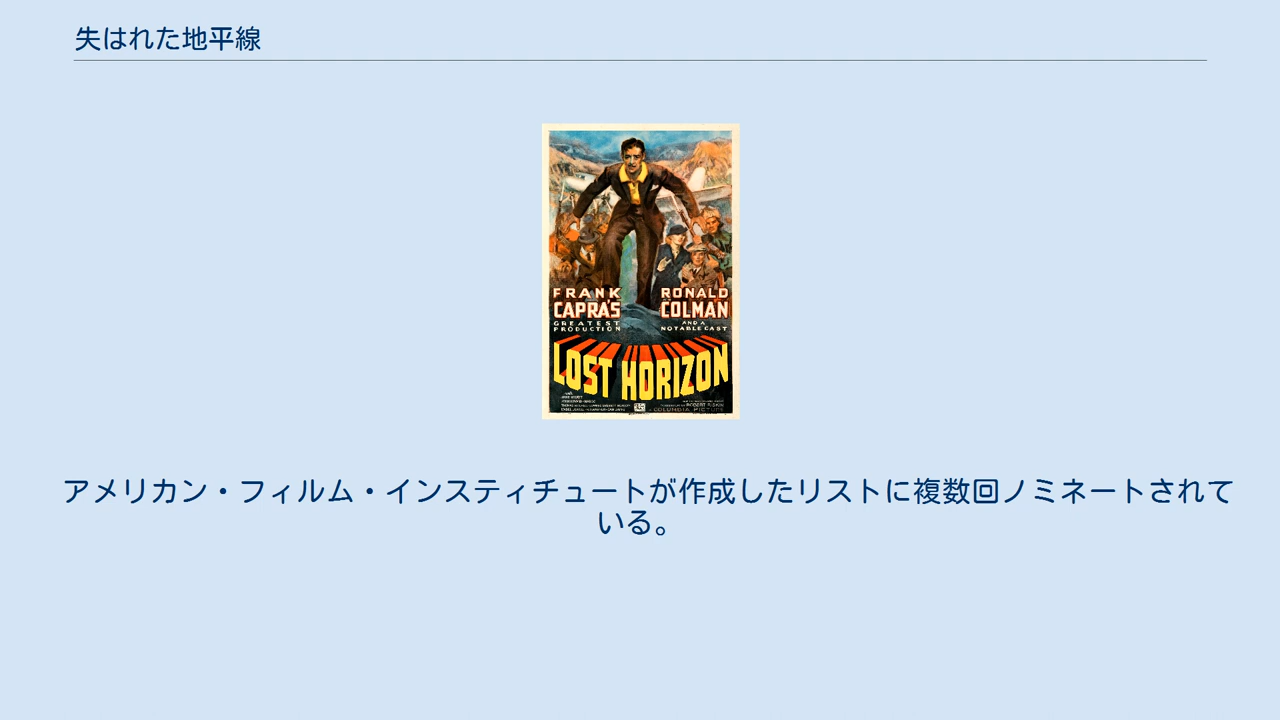 失はれた地平線
FRANK
CAPRA'S
GREATEST
PRODUCTION
RONALD
COLMAN
AND A
NOTABLE CAST
LOST HORIZON
COLUMBIA PICTURE
アメリカン・フィルム・インスティチュートが作成したリストに複数回ノミネートされて
いる。